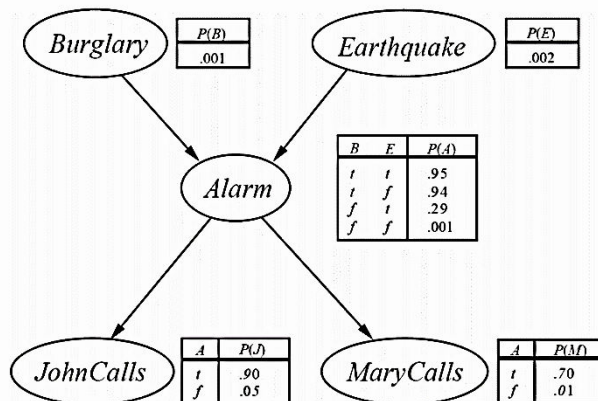 Burglary
P(B)
.001
Earthquake
P(E)
.002
Alarm
B E P(A)
t t .95
t f .94
f t .29
f f .001
JohnCalls
A P(J)
t .90
f .05
MaryCalls
A P(M)
t .70
f .01